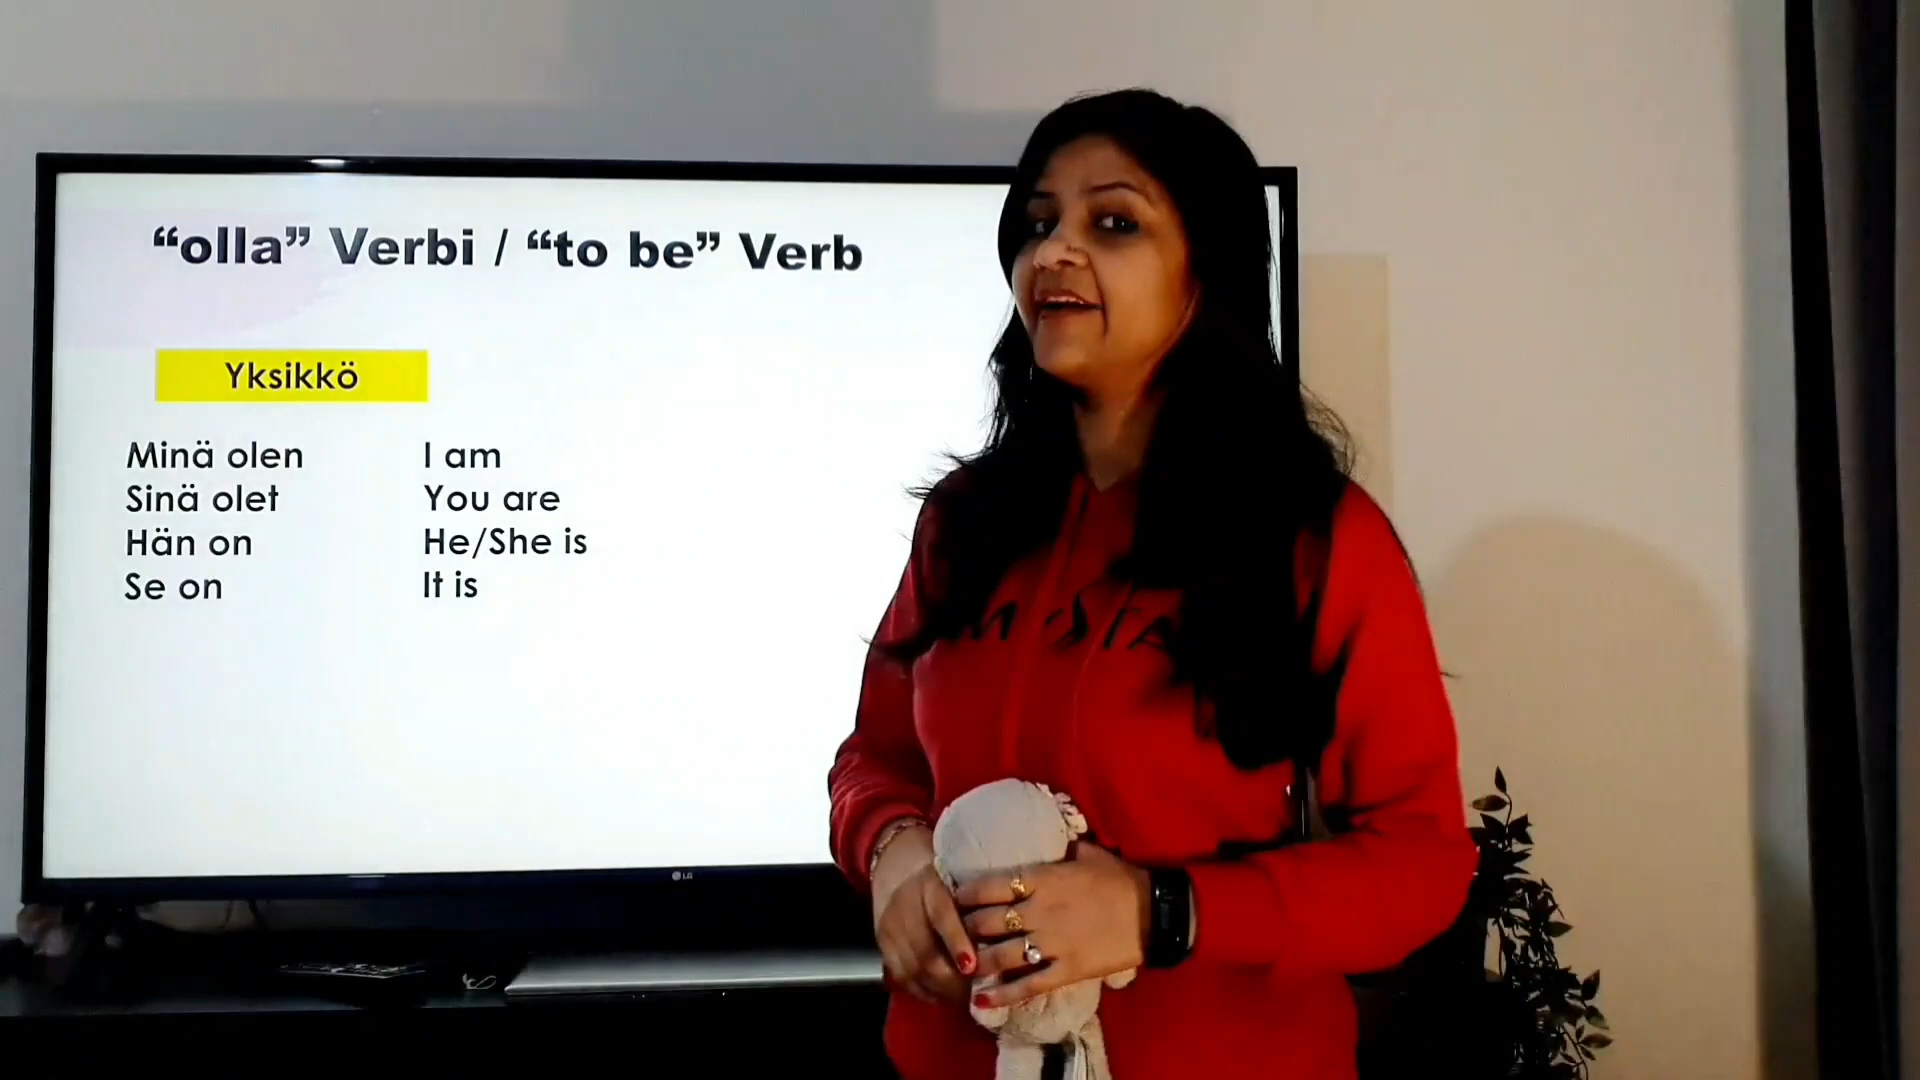 “olla” Verbi / “to be” Verb
Yksikkö
Minä olen I am
Sinä olet You are
Hän on He/She is
Se on It is
LG